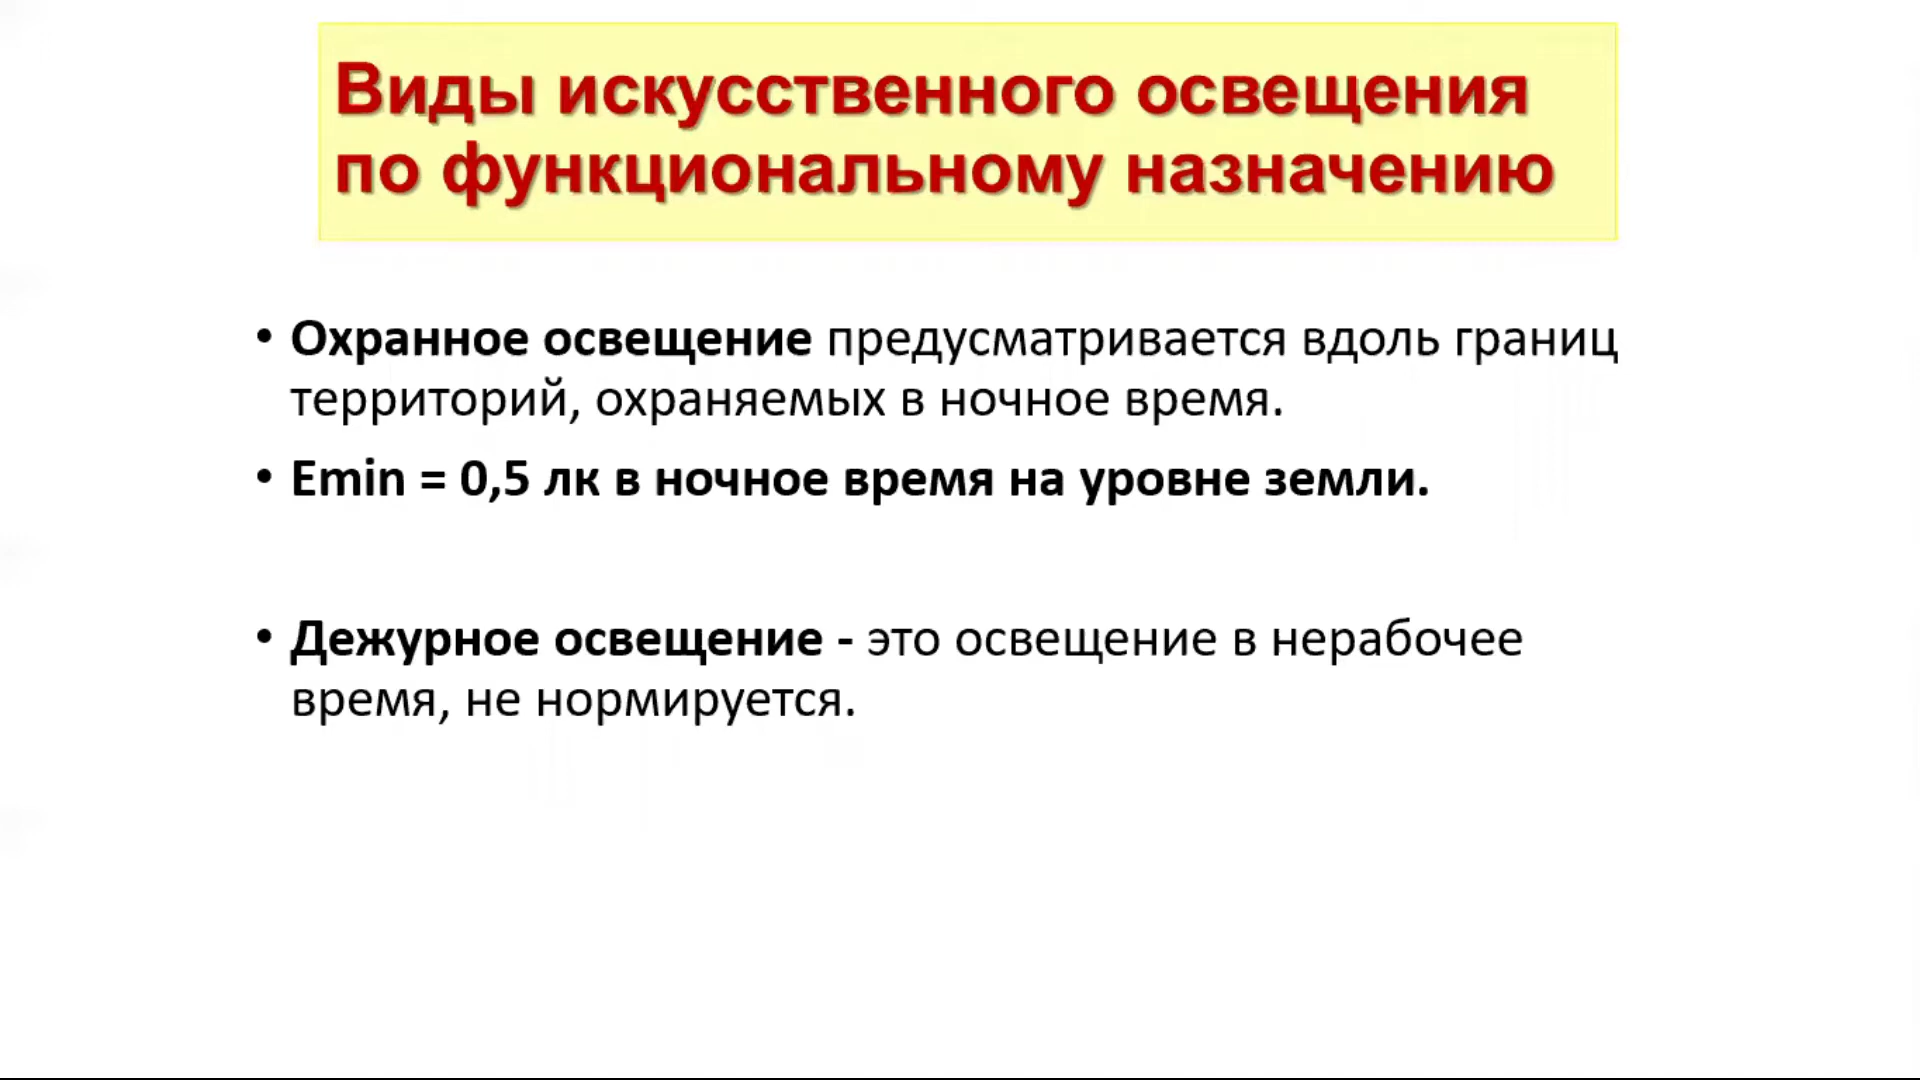 Виды искусственного освещения
по функциональному назначению
• Охранное освещение предусматривается вдоль границ
территорий, охраняемых в ночное время.
• Emin = 0,5 лк в ночное время на уровне земли.
• Дежурное освещение - это освещение в нерабочее
время, не нормируется.